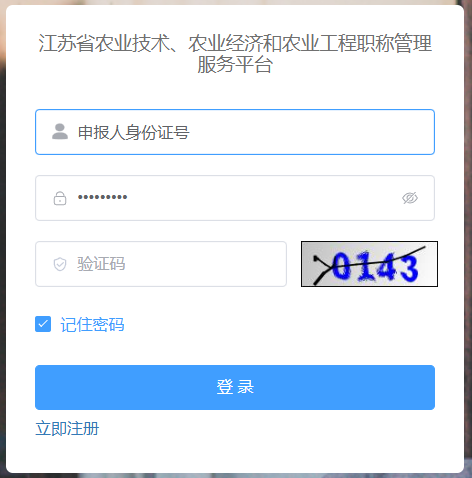 江苏省农业技术、农业经济和农业工程职称管理
服务平台
申报人身份证号
•••••••••
验证码
0143
记住密码
登 录
立即注册